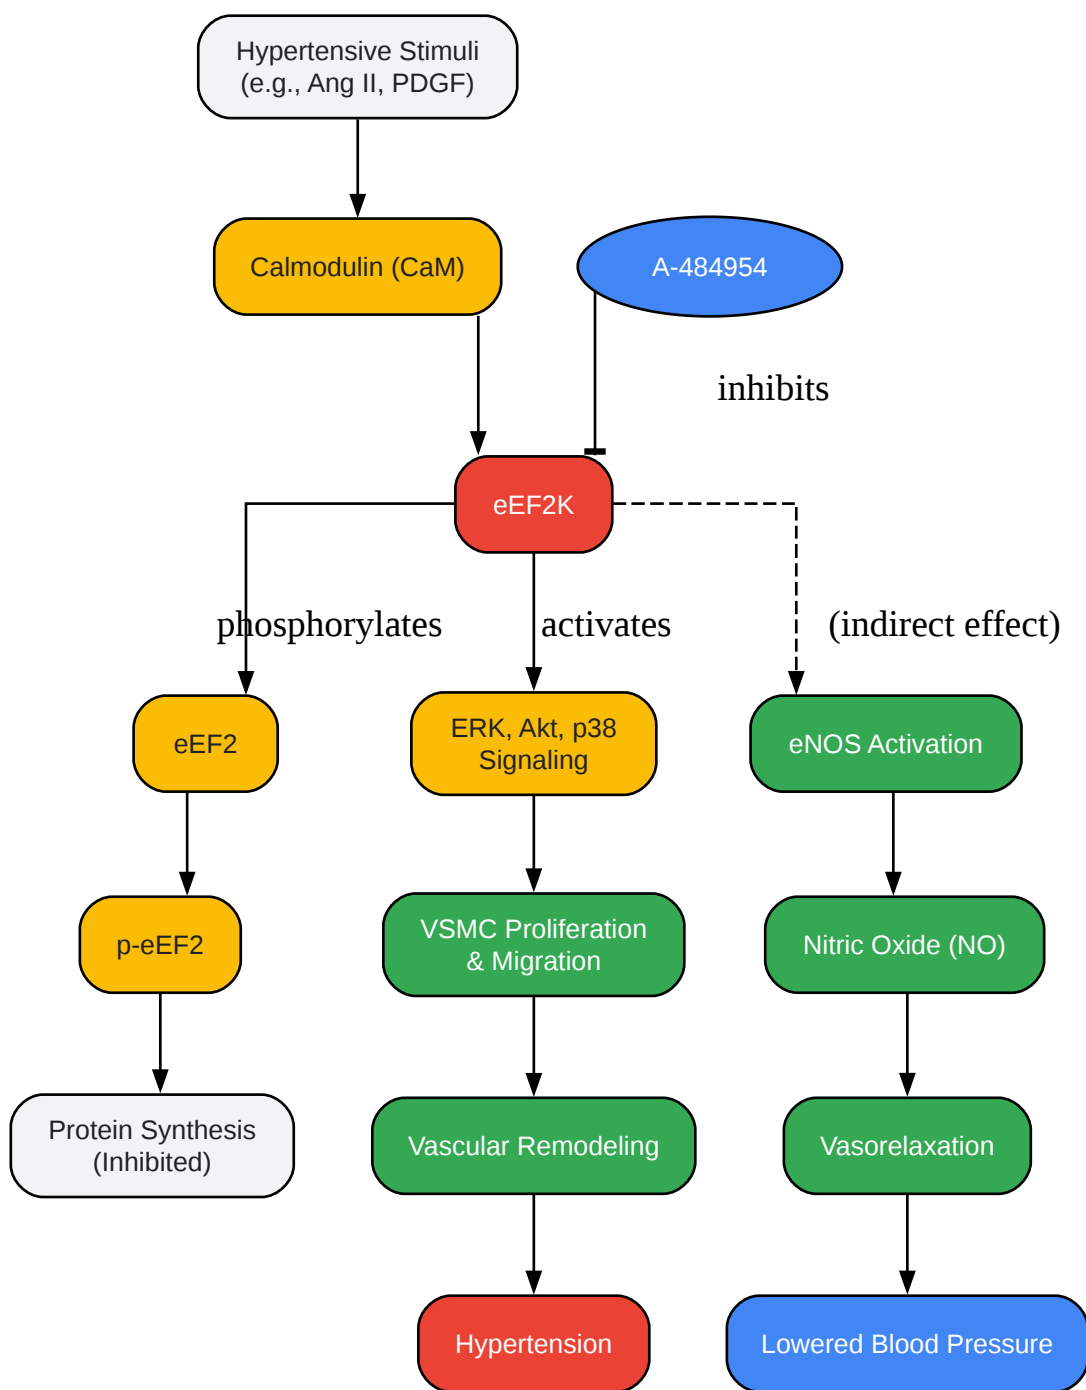 Hypertensive Stimuli
(e.g., Ang II, PDGF)
Calmodulin (CaM)
A-484954
inhibits
eEF2K
phosphorylates
activates
(indirect effect)
eEF2
ERK, Akt, p38
Signaling
eNOS Activation
p-eEF2
VSMC Proliferation
& Migration
Nitric Oxide (NO)
Protein Synthesis
(Inhibited)
Vascular Remodeling
Vasorelaxation
Hypertension
Lowered Blood Pressure